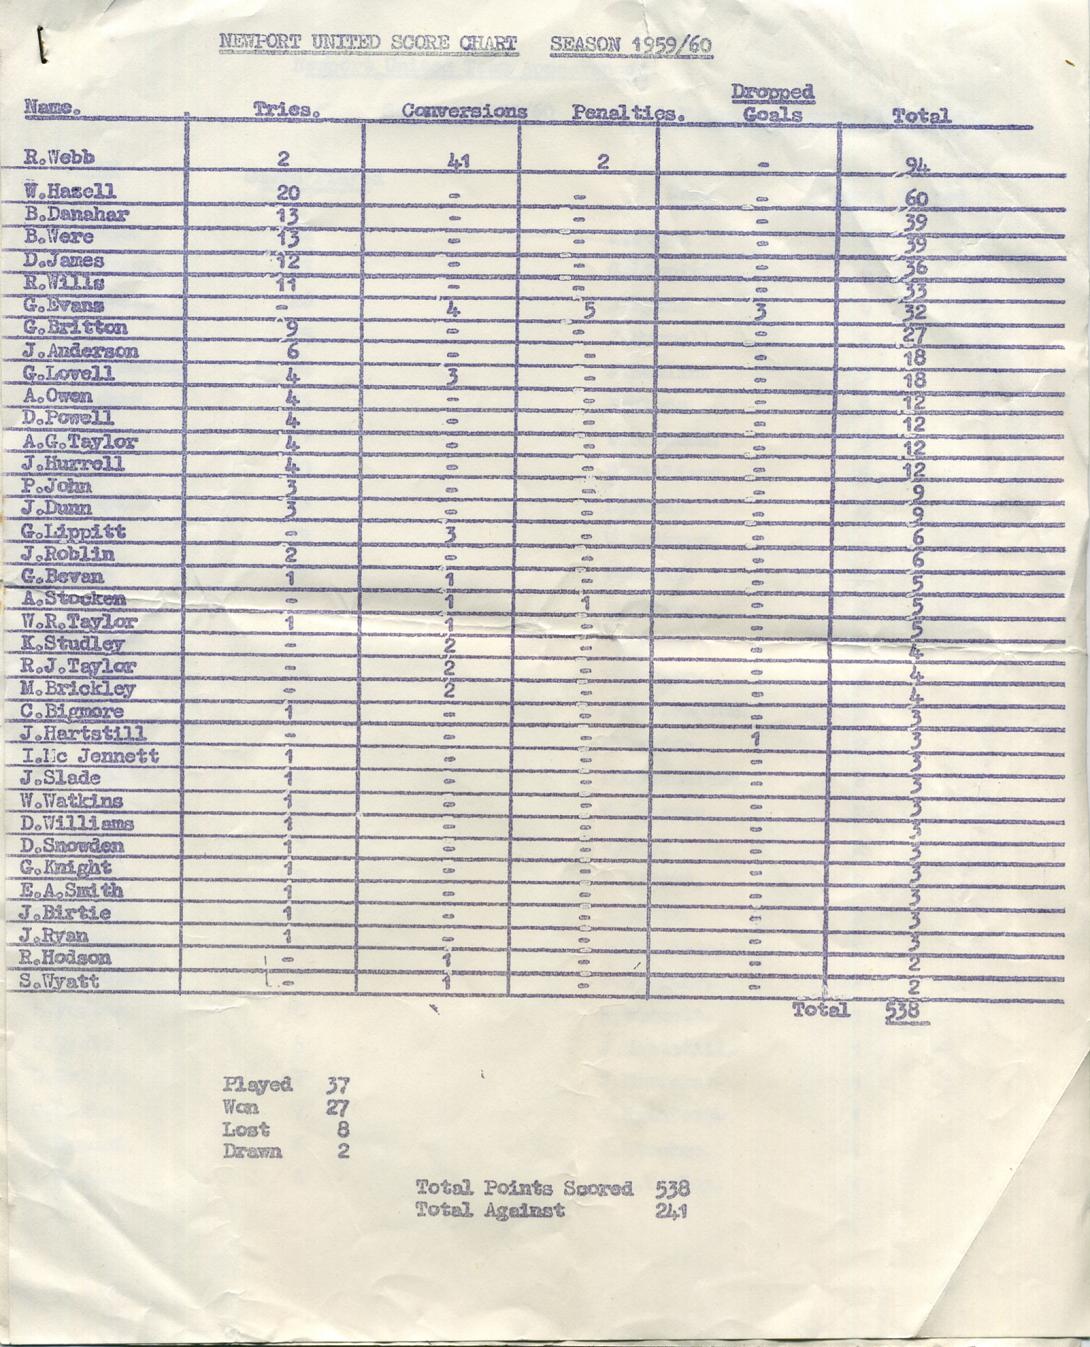 NEWPORT UNITED SCORE CHART SEASON 1959/60
Name. Tries. Conversions Penalties. Dropped Goals Total
R.Webb 2 41 2 - 94
W.Hazell 20 - - - 60
B.Danahar 13 - - - 39
B.Were 13 - - - 39
D.James 12 - - - 36
R.Wills 11 - - - 33
G.Evans - 4 5 3 32
G.Britton 9 - - - 27
J.Anderson 6 - - - 18
G.Lovell 4 3 - - 18
A.Owen 4 - - - 12
D.Powell 4 - - - 12
A.G.Taylor 4 - - - 12
J.Hurrell 4 - - - 12
P.John 3 - - - 9
J.Dunn 3 - - - 9
G.Lippitt - 3 - - 6
J.Roblin 2 - - - 6
G.Bevan 1 1 - - 5
A.Stocken - 1 1 - 5
W.R.Taylor 1 1 - - 5
K.Studley - 2 - - 4
R.J.Taylor - 2 - - 4
M.Brickley - 2 - - 4
C.Bigmore 1 - - - 3
J.Hartstill - - - 1 3
I.Mc Jennett 1 - - - 3
J.Slade 1 - - - 3
W.Watkins 1 - - - 3
D.Williams 1 - - - 3
D.Snowden 1 - - - 3
G.Knight 1 - - - 3
E.A.Smith 1 - - - 3
J.Birtie 1 - - - 3
J.Ryan 1 - - - 3
R.Hodson - 1 - - 2
S.Wyatt - 1 - - 2
Total 538
Played 37
Won 27
Lost 8
Drawn 2
Total Points Scored 538
Total Against 241